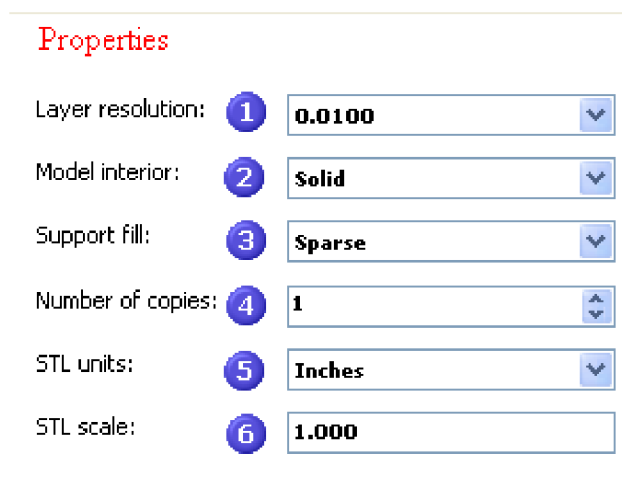 Properties
Layer resolution: 1 0.0100
Model interior: 2 Solid
Support fill: 3 Sparse
Number of copies: 4 1
STL units: 5 Inches
STL scale: 6 1.000